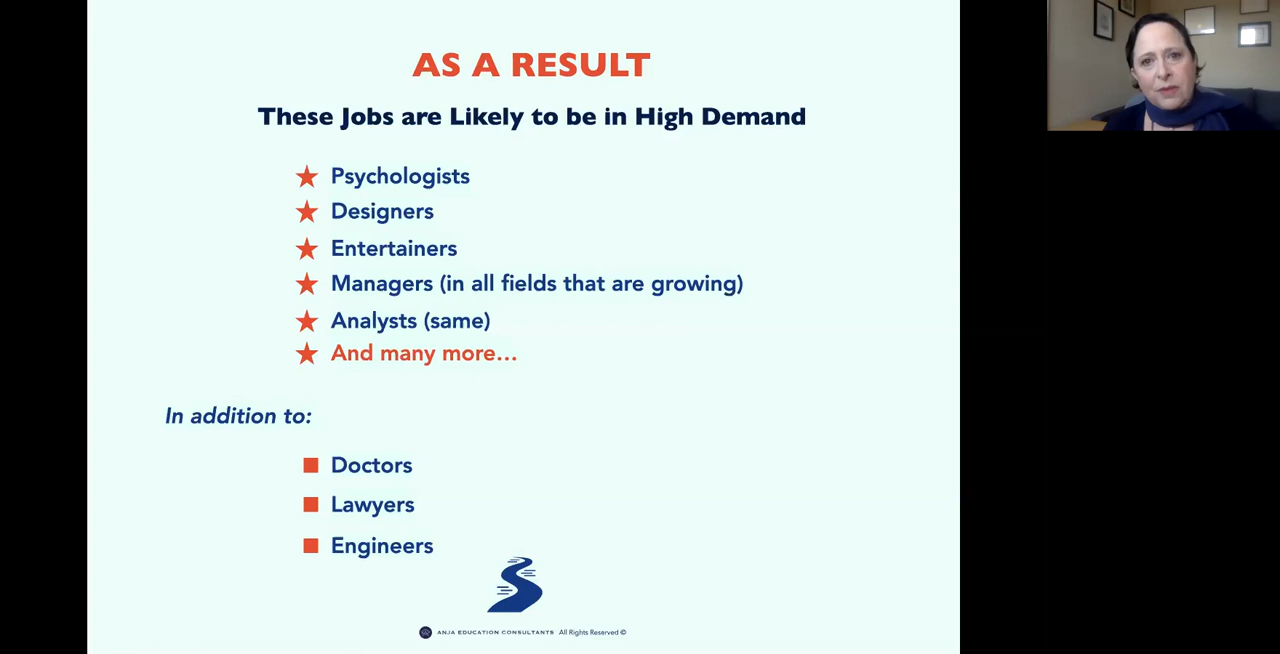 AS A RESULT
These Jobs are Likely to be in High Demand
Psychologists
Designers
Entertainers
Managers (in all fields that are growing)
Analysts (same)
And many more…
In addition to:
Doctors
Lawyers
Engineers
ANJA EDUCATION CONSULTANTS All Rights Reserved ©